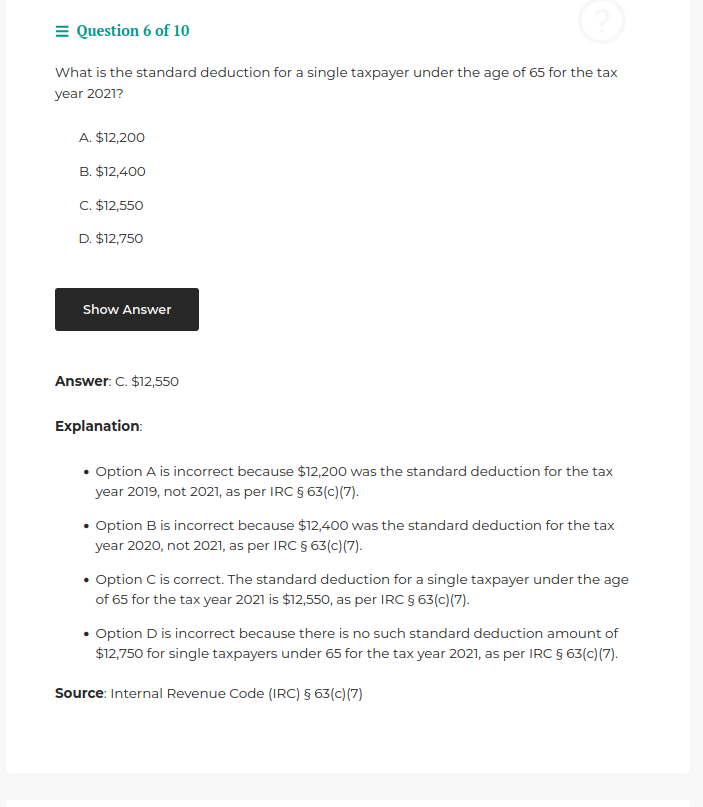 Question 6 of 10
?
What is the standard deduction for a single taxpayer under the age of 65 for the tax
year 2021?
A. $12,200
B. $12,400
C. $12,550
D. $12,750
Show Answer
Answer: C. $12,550
Explanation:
• Option A is incorrect because $12,200 was the standard deduction for the tax
year 2019, not 2021, as per IRC § 63(c)(7).
• Option B is incorrect because $12,400 was the standard deduction for the tax
year 2020, not 2021, as per IRC § 63(c)(7).
• Option C is correct. The standard deduction for a single taxpayer under the age
of 65 for the tax year 2021 is $12,550, as per IRC § 63(c)(7).
• Option D is incorrect because there is no such standard deduction amount of
$12,750 for single taxpayers under 65 for the tax year 2021, as per IRC § 63(c)(7).
Source: Internal Revenue Code (IRC) § 63(c)(7)